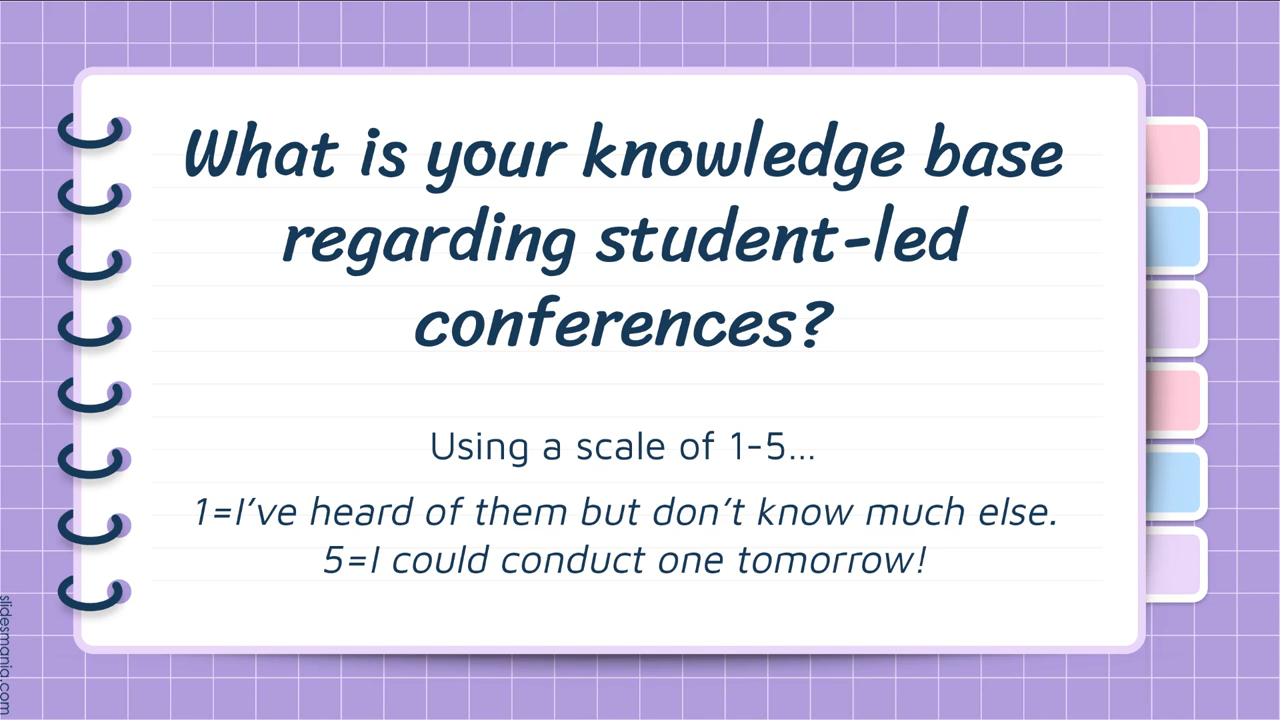 What is your knowledge base
regarding student-led
conferences?
Using a scale of 1-5...
1=I’ve heard of them but don’t know much else.
5=I could conduct one tomorrow!
slidesmania.com